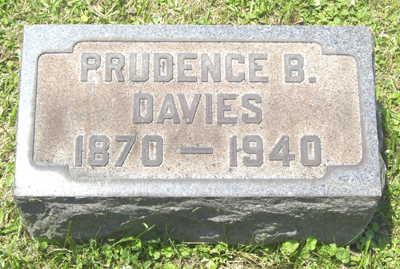 PRUDENCE B.
DAVIES
1870 — 1940